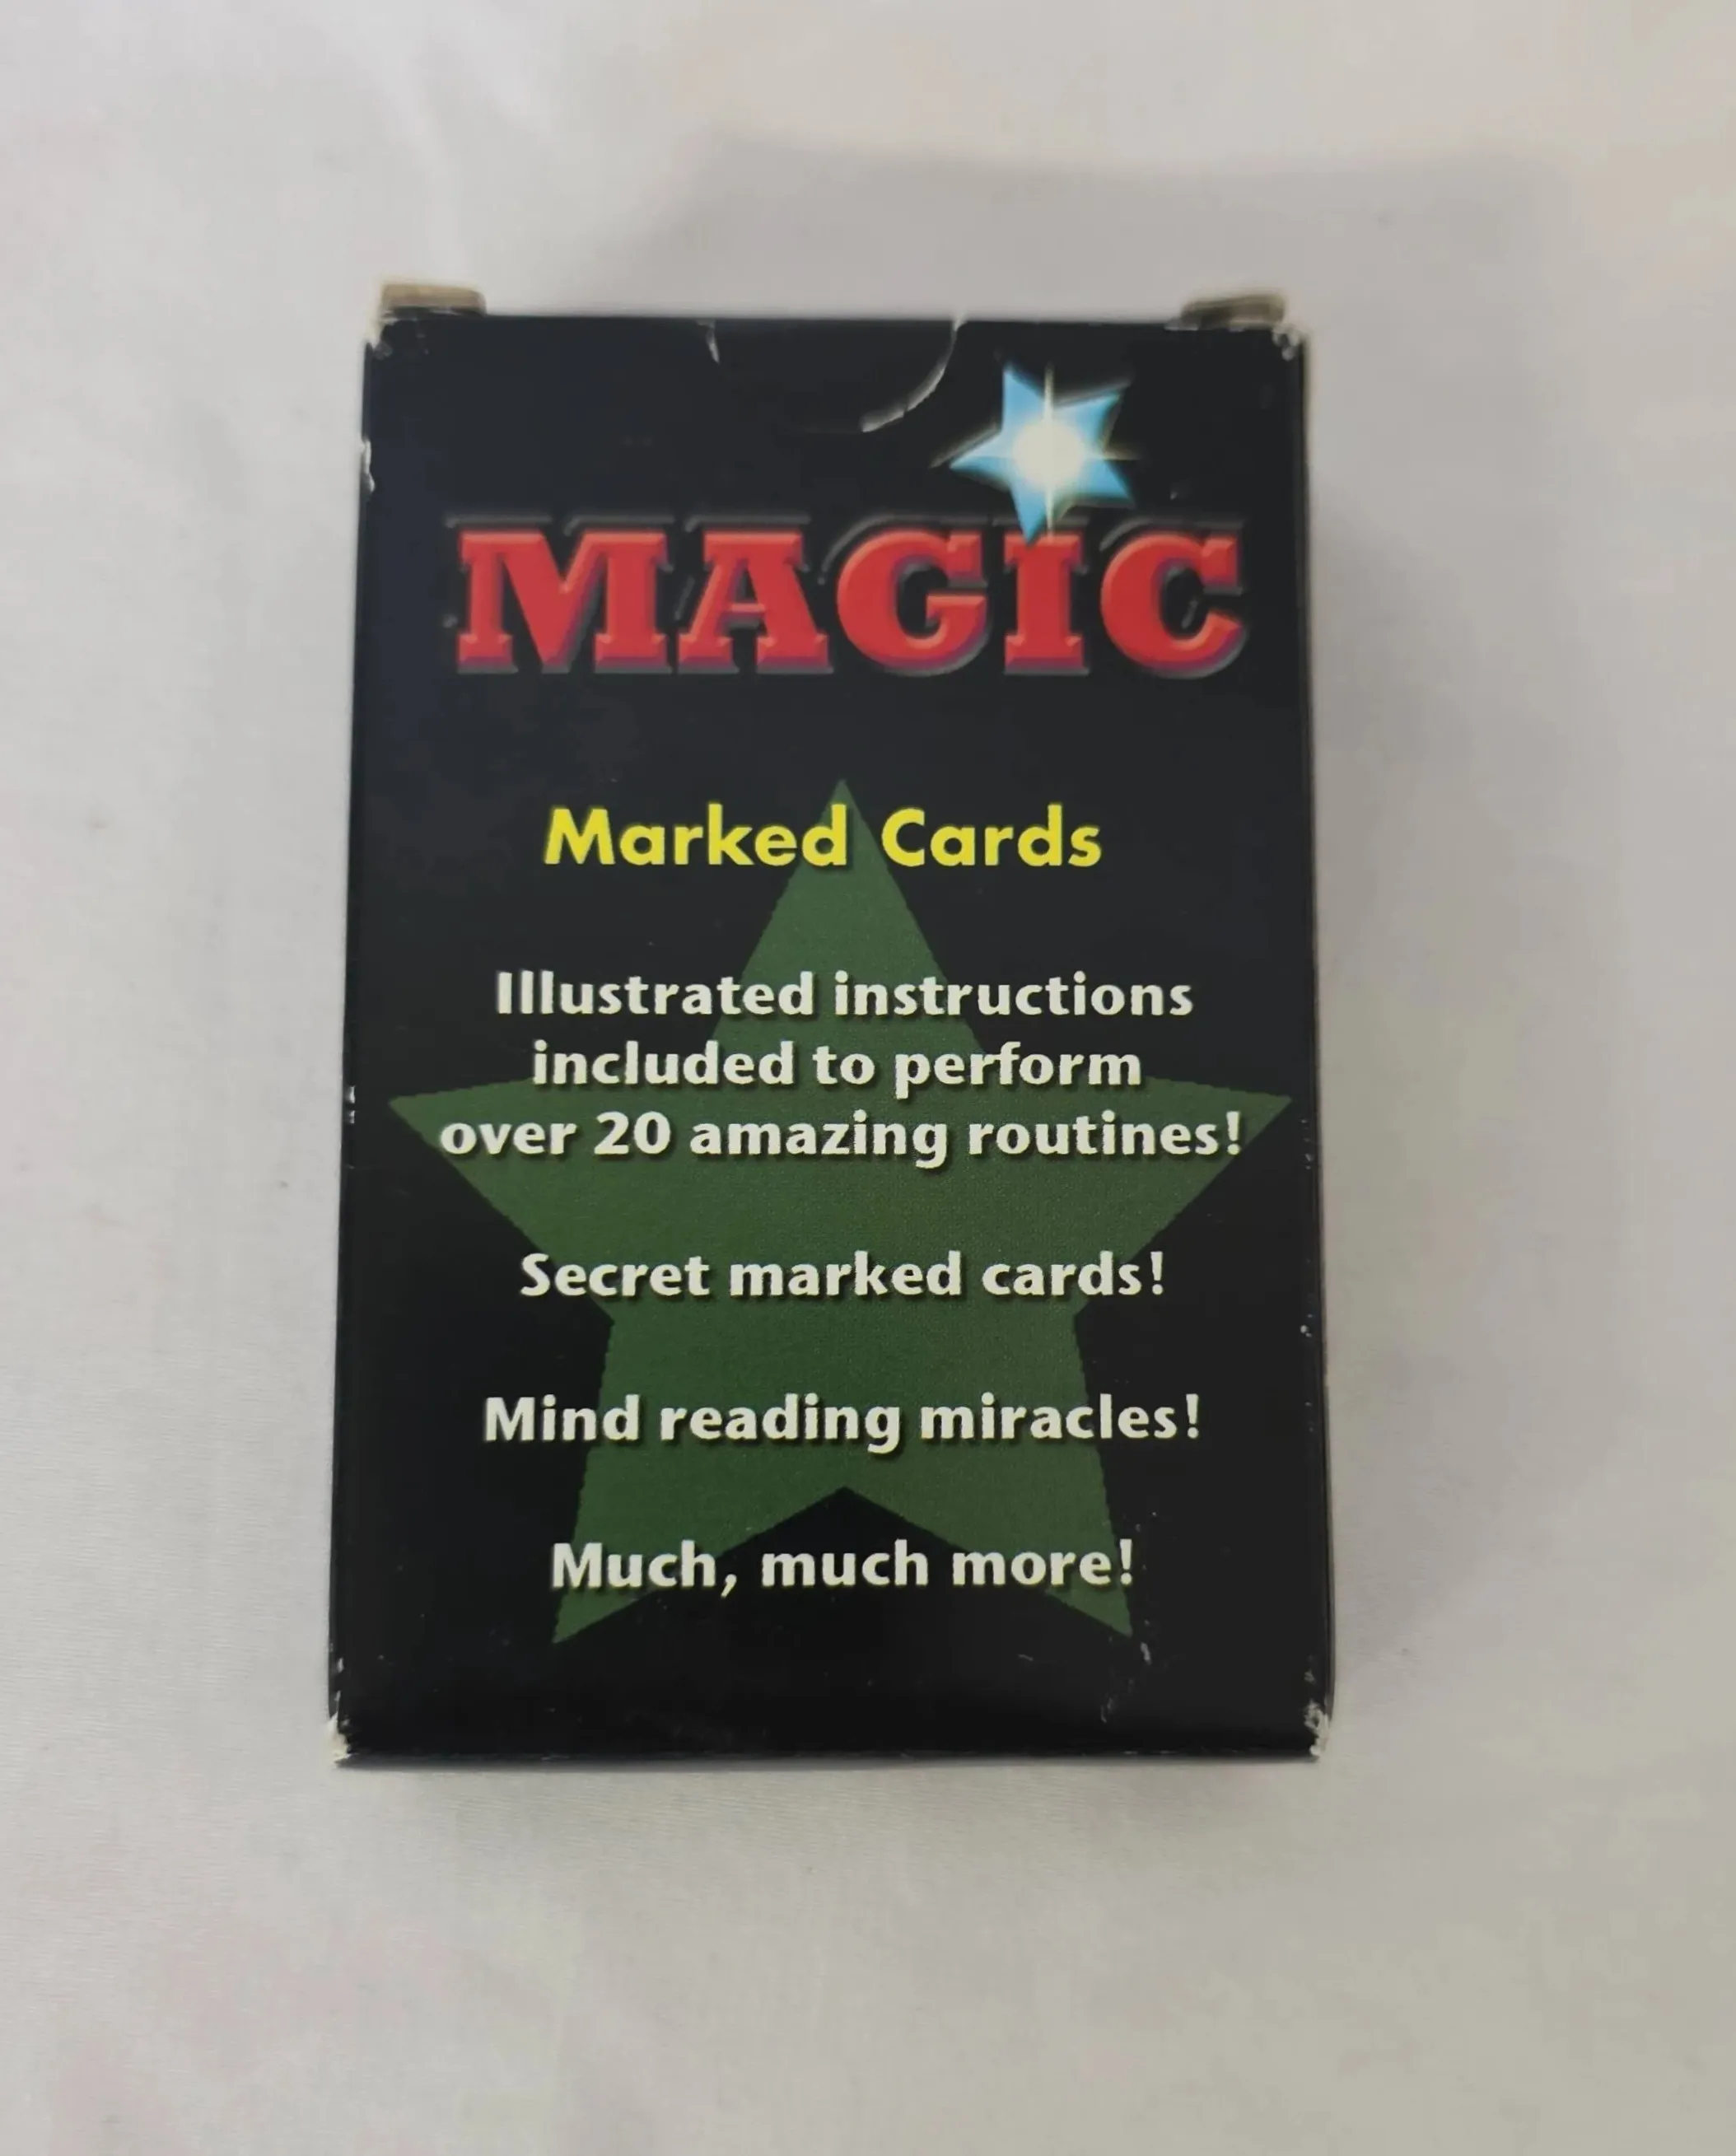 MAGIC
Marked Cards
Illustrated instructions
included to perform
over 20 amazing routines!
Secret marked cards!
Mind reading miracles!
Much, much more!